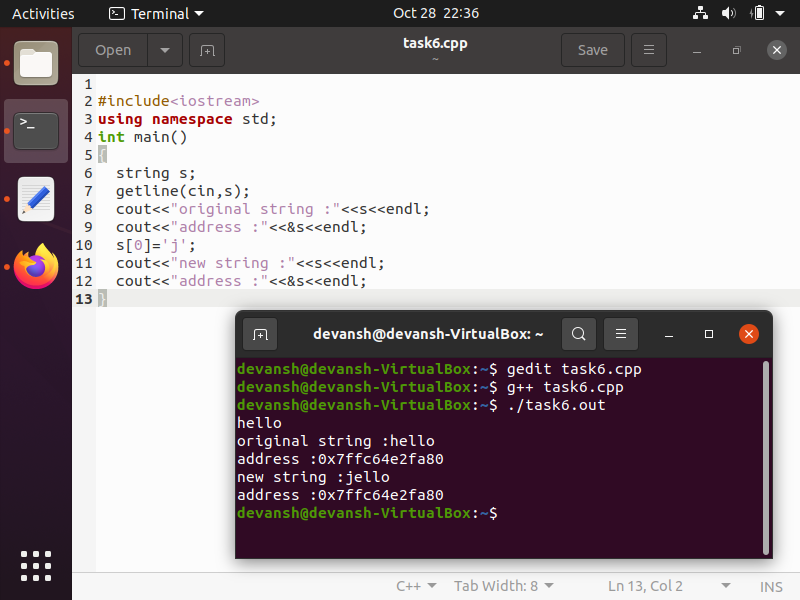 Activities Terminal Oct 28 22:36
Open task6.cpp Save
~
1
2 #include<iostream>
3 using namespace std;
4 int main()
5 {
6 string s;
7 getline(cin,s);
8 cout<<"original string :"<<s<<endl;
9 cout<<"address :"<<&s<<endl;
10 s[0]='j';
11 cout<<"new string :"<<s<<endl;
12 cout<<"address :"<<&s<<endl;
13 }
devansh@devansh-VirtualBox: ~
devansh@devansh-VirtualBox:~$ gedit task6.cpp
devansh@devansh-VirtualBox:~$ g++ task6.cpp
devansh@devansh-VirtualBox:~$ ./task6.out
hello
original string :hello
address :0x7ffc64e2fa80
new string :jello
address :0x7ffc64e2fa80
devansh@devansh-VirtualBox:~$
C++ Tab Width: 8 Ln 13, Col 2 INS